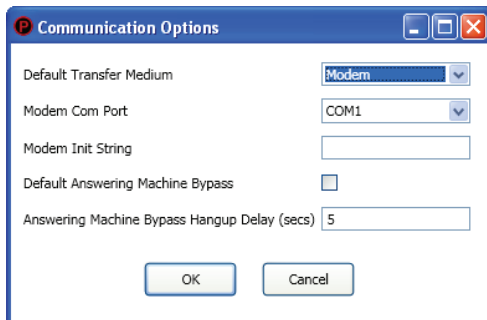 P Communication Options
Default Transfer Medium Modem
Modem Com Port COM1
Modem Init String
Default Answering Machine Bypass
Answering Machine Bypass Hangup Delay (secs) 5
OK Cancel